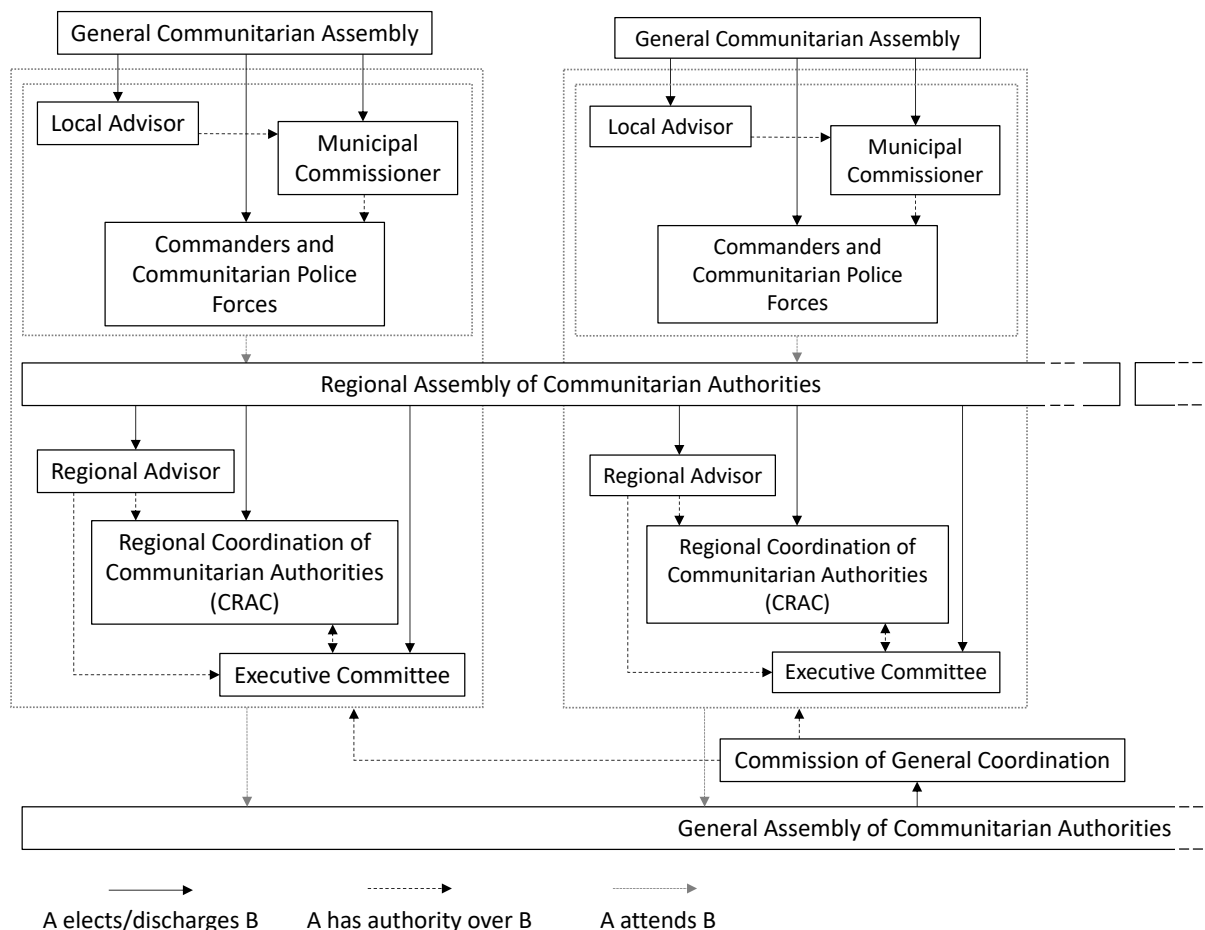 General Communitarian Assembly
General Communitarian Assembly
Local Advisor
Municipal
Commissioner
Commanders and
Communitarian Police
Forces
Local Advisor
Municipal
Commissioner
Commanders and
Communitarian Police
Forces
Regional Assembly of Communitarian Authorities
Regional Advisor
Regional Coordination of
Communitarian Authorities
(CRAC)
Executive Committee
Regional Advisor
Regional Coordination of
Communitarian Authorities
(CRAC)
Executive Committee
Commission of General Coordination
General Assembly of Communitarian Authorities
A elects/discharges B
A has authority over B
A attends B